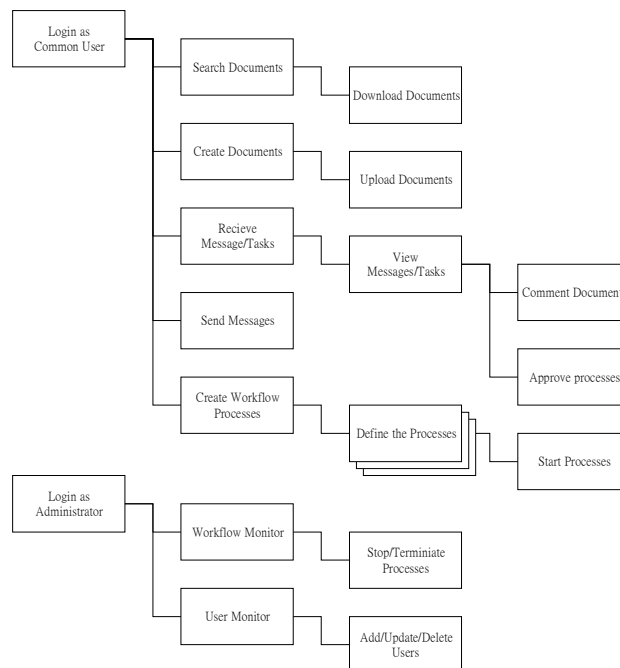 Login as
Common User
Search Documents
Download Documents
Create Documents
Upload Documents
Recieve
Message/Tasks
View
Messages/Tasks
Comment Document
Send Messages
Approve processes
Create Workflow
Processes
Define the Processes
Start Processes
Login as
Administrator
Workflow Monitor
Stop/Terminiate
Processes
User Monitor
Add/Update/Delete
Users